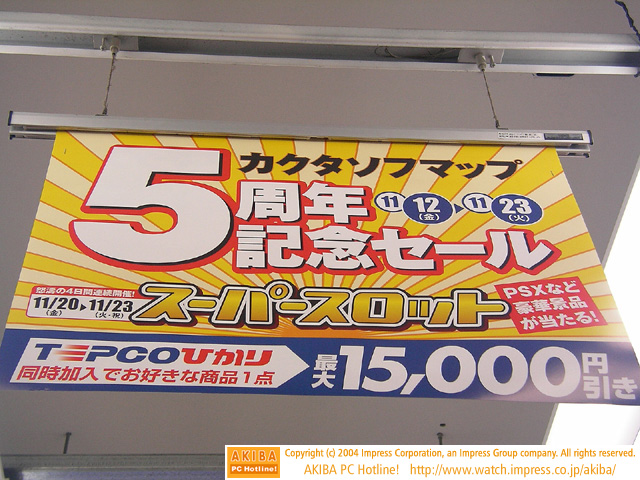 カクタソフマップ
5周年
記念セール
11/12(金)▶11/23(火)
怒濤の4日間連続開催!
11/20(金)▶11/23(火・祝)
スーパースロット
PSXなど
豪華景品
が当たる!
TEPCOひかり
同時加入でお好きな商品1点
最大15,000円引き
AKIBA
PC Hotline!
Copyright (c) 2004 Impress Corporation, an Impress Group company. All rights reserved.
AKIBA PC Hotline! http://www.watch.impress.co.jp/akiba/